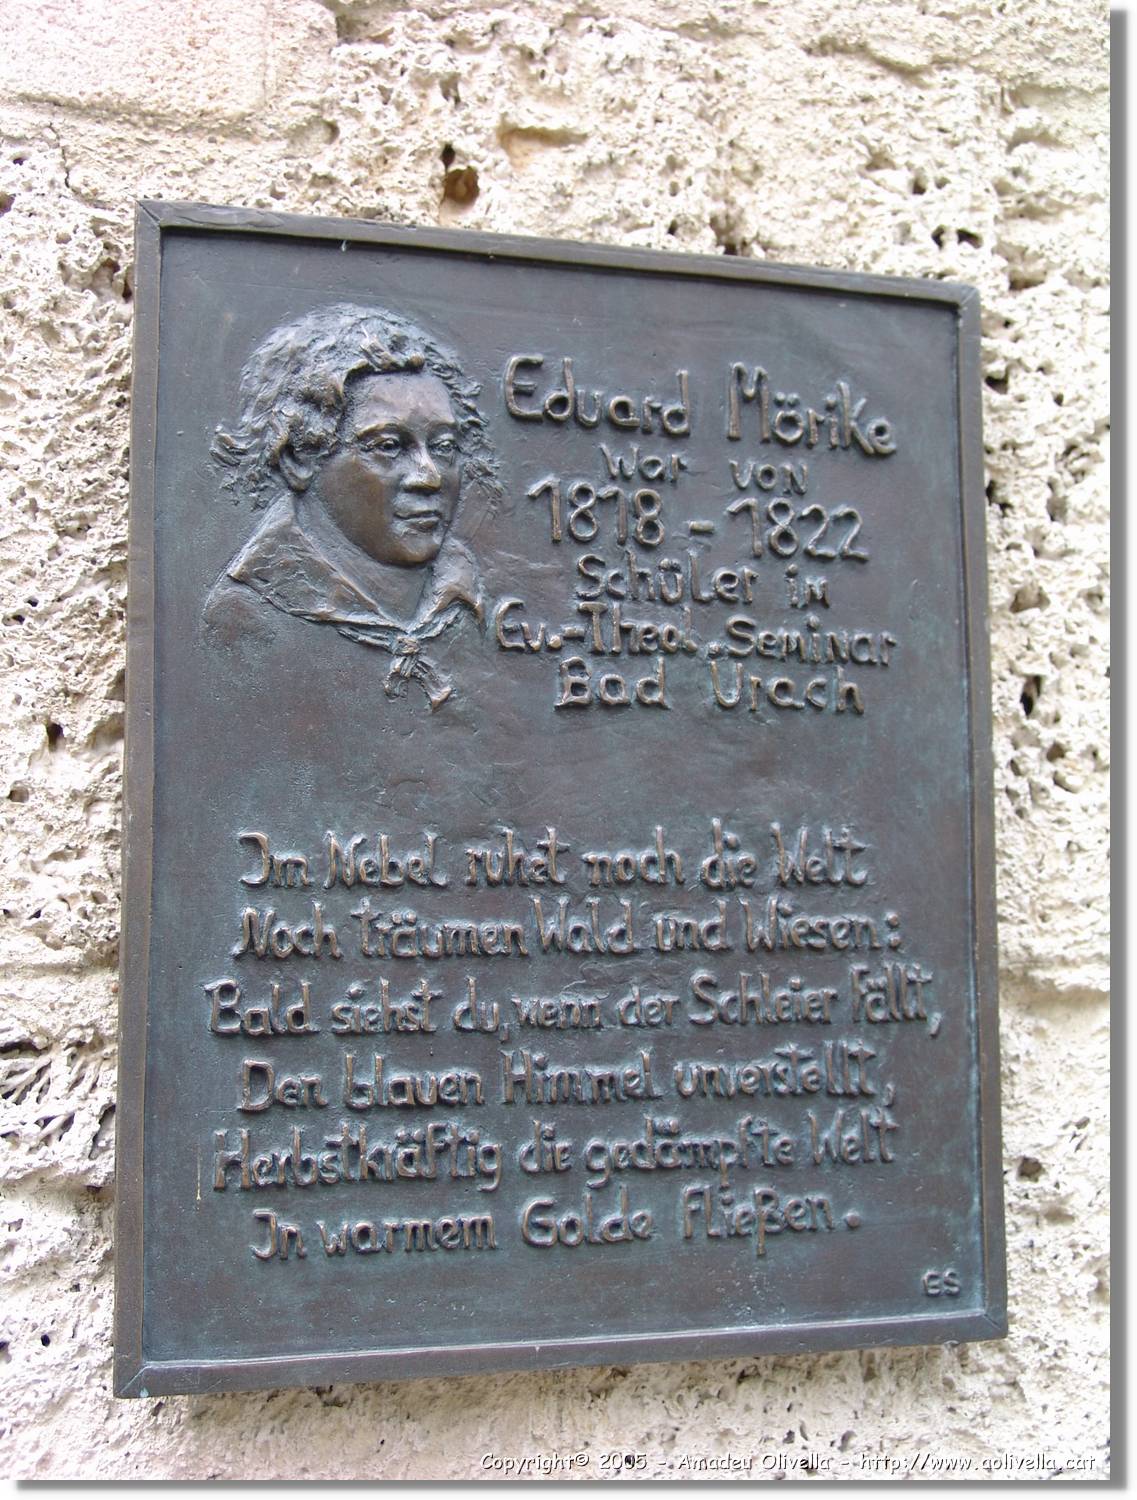 Eduard Mörike
war von
1818 - 1822
Schüler im
Ev.-Theol. Seminar
Bad Urach
Im Nebel ruhet noch die Welt
Noch träumen Wald und Wiesen:
Bald siehst du, wenn der Schleier fällt,
Den blauen Himmel unverstellt,
Herbstkräftig die gedämpfte Welt
In warmem Golde fließen.
BS
Copyright© 2005 - Amadeu Olivella - http://www.aolivella.cat